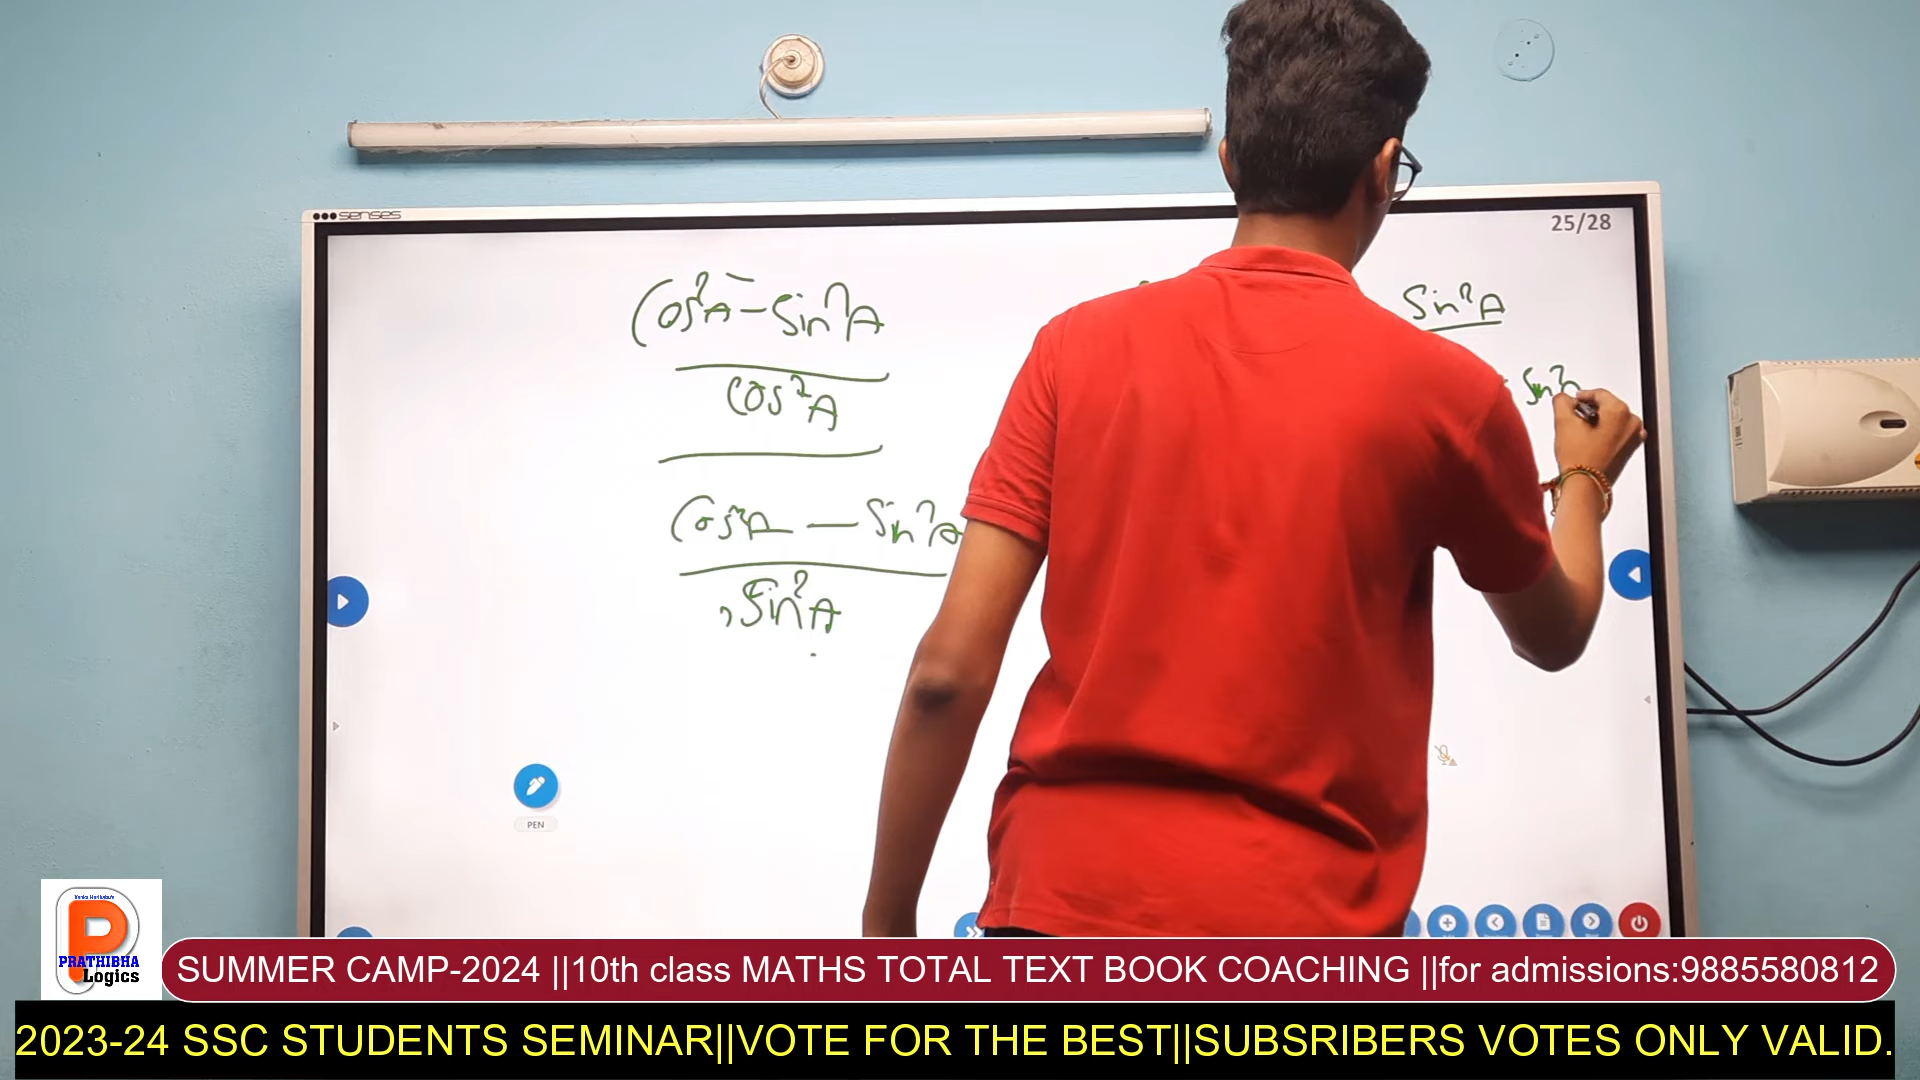 senses
25/28
Cos²A - Sin²A
Cos²A
Cos²A - Sin²A
Sin²A
Sin²A
Sin²
PEN
Prathibha
Logics
SUMMER CAMP-2024 ||10th class MATHS TOTAL TEXT BOOK COACHING ||for admissions:9885580812
2023-24 SSC STUDENTS SEMINAR||VOTE FOR THE BEST||SUBSRIBERS VOTES ONLY VALID.